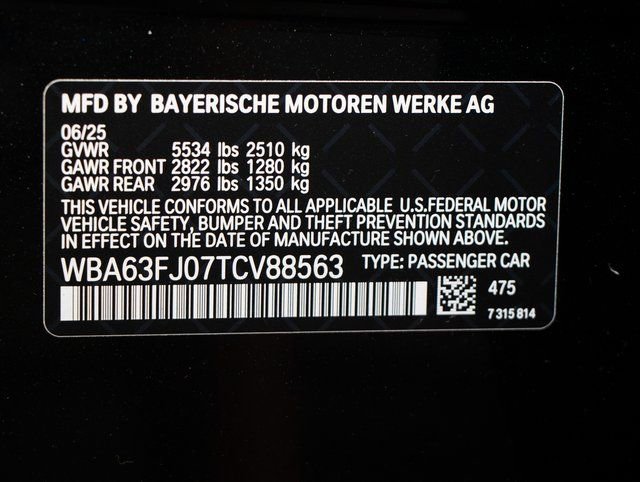 MFD BY BAYERISCHE MOTOREN WERKE AG
06/25
GVWR 5534 lbs 2510 kg
GAWR FRONT 2822 lbs 1280 kg
GAWR REAR 2976 lbs 1350 kg
THIS VEHICLE CONFORMS TO ALL APPLICABLE U.S.FEDERAL MOTOR
VEHICLE SAFETY, BUMPER AND THEFT PREVENTION STANDARDS
IN EFFECT ON THE DATE OF MANUFACTURE SHOWN ABOVE.
WBA63FJ07TCV88563 TYPE: PASSENGER CAR
475
7 315 814